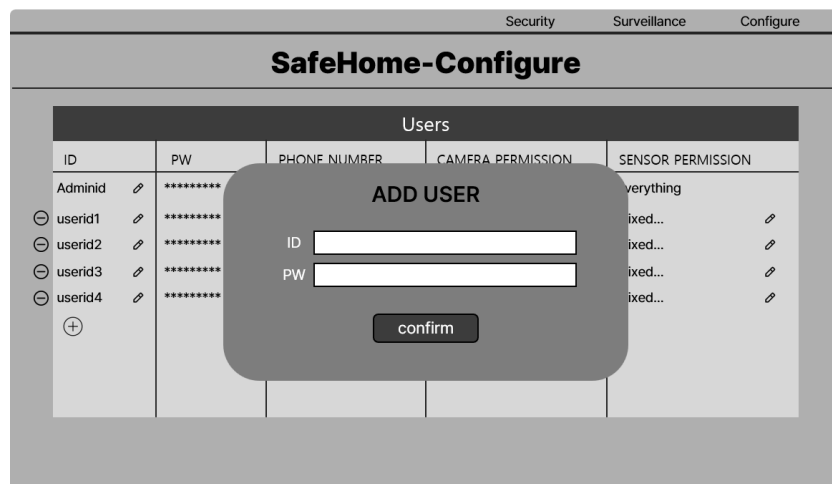 Security Surveillance Configure
SafeHome-Configure
Users
ID PW PHONE NUMBER CAMERA PERMISSION SENSOR PERMISSION
Adminid ********* verything
userid1 ********* ixed...
userid2 ********* ixed...
userid3 ********* ixed...
userid4 ********* ixed...
ADD USER
ID
PW
confirm